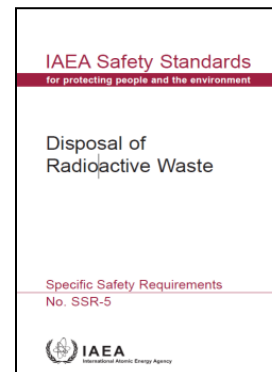 IAEA Safety Standards
for protecting people and the environment
Disposal of
Radioactive Waste
Specific Safety Requirements
No. SSR-5
IAEA
International Atomic Energy Agency